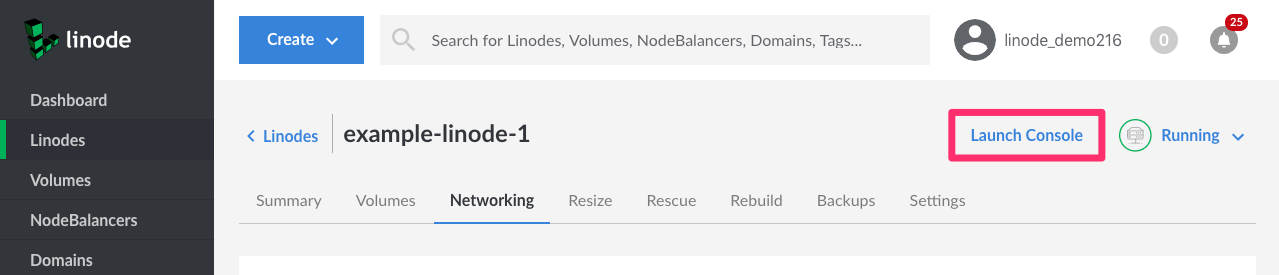 linode
Create
Search for Linodes, Volumes, NodeBalancers, Domains, Tags...
linode_demo216
0
25
Dashboard
Linodes
Volumes
NodeBalancers
Domains
Linodes
example-linode-1
Launch Console
Running
Summary Volumes Networking Resize Rescue Rebuild Backups Settings